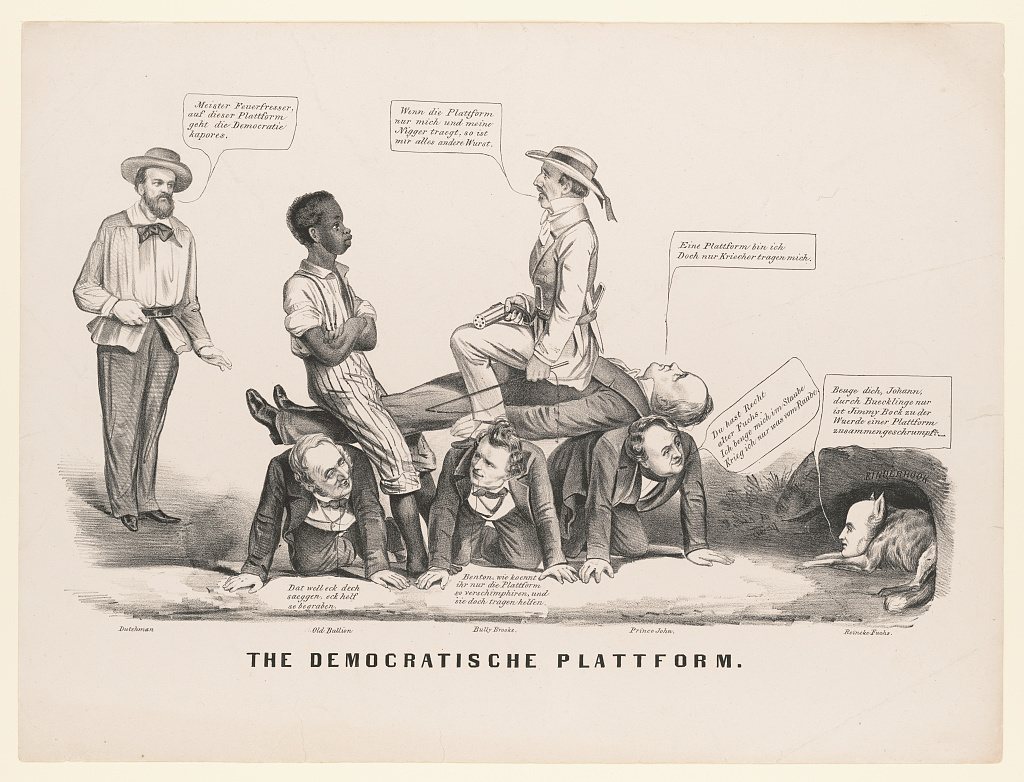 Meister Feuerfresser,
auf dieser Plattform
geht die Democratie
kapores.
Wenn die Plattform
nur mich und meine
Nigger traegt, so ist
mir alles andere Wurst.
Eine Plattform bin ich
Doch nur Kriecher tragen mich.
Du hast Recht
alter Fuchs,
Ich beuge mich im Staube
Krieg ich nur was vom Raube.
Beuge dich, Johann,
durch Buecklinge nur
ist Jimmy Bock zu der
Wuerde einer Plattform
zusammengeschrumpft.
Dat well eck dech
saeggen, eck helf
se begraben.
Benton, wie koennt
ihr nur die Plattform
so verschimphiren, und
sie doch tragen helfen.
Dutchman
Old Bullion
Bully Brooks.
Prince John.
Reineke Fuchs.
THE DEMOCRATISCHE PLATTFORM.